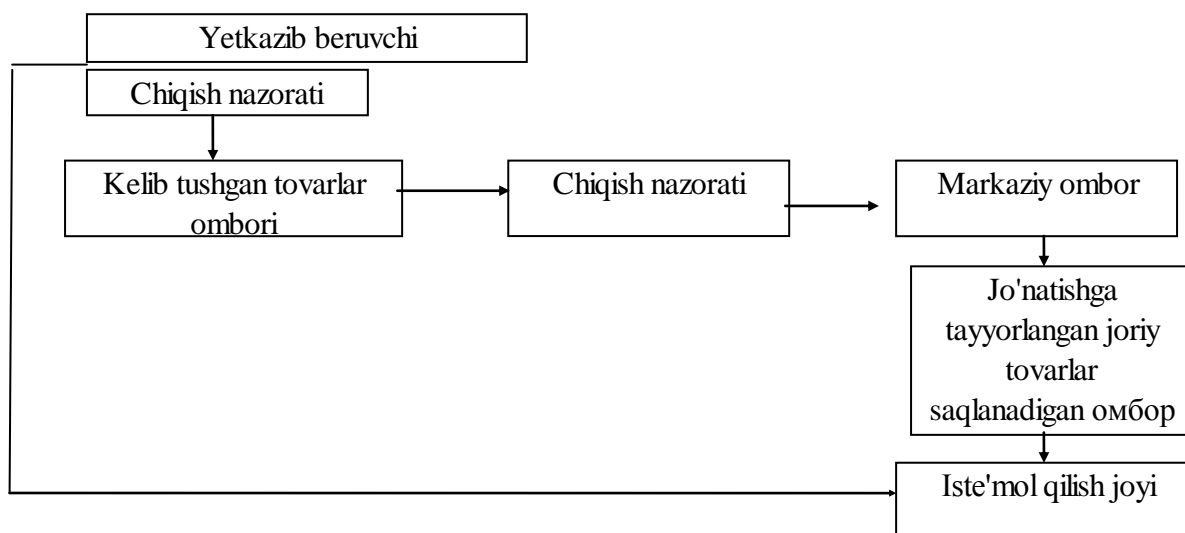 Yetkazib beruvchi
Chiqish nazorati
Kelib tushgan tovarlar
ombori
Chiqish nazorati
Markaziy ombor
Jo'natishga
tayyorlangan joriy
tovarlar
saqlanadigan омбор
Iste'mol qilish joyi